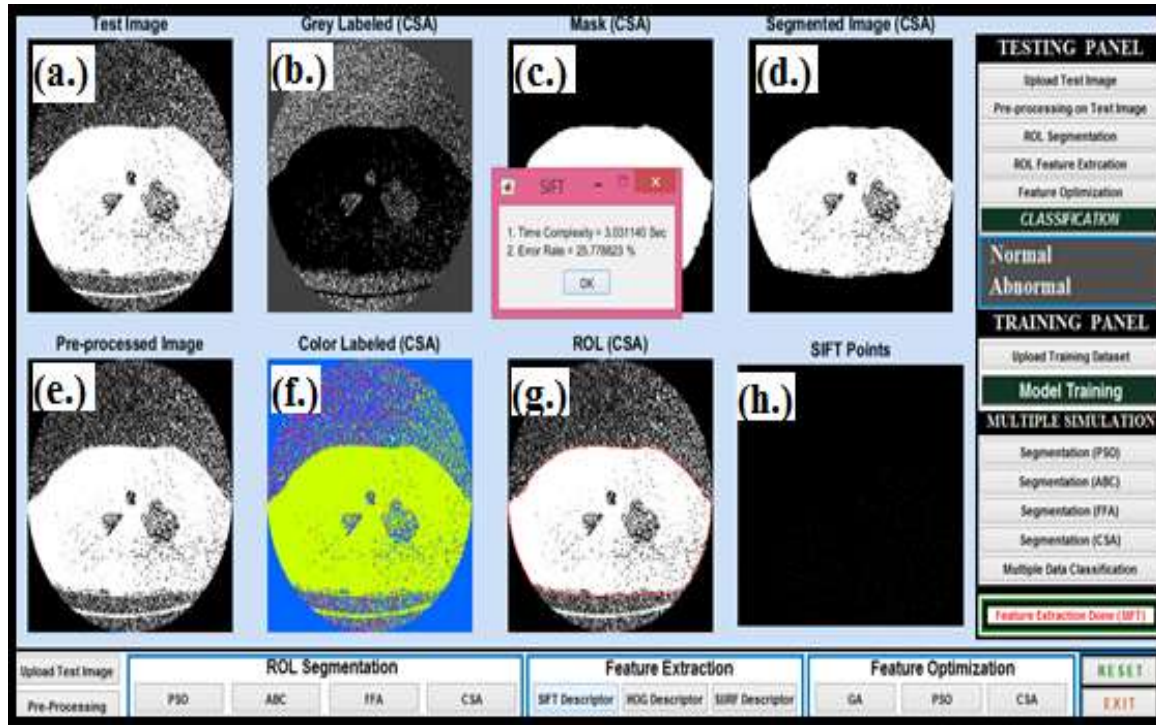 Test Image
Grey Labeled (CSA)
Mask (CSA)
Segmented Image (CSA)
(a.)
(b.)
(c.)
(d.)
SIFT
1. Time Complexity = 3.031140 Sec
2. Error Rate = 25.778823 %
OK
Pre-processed Image
Color Labeled (CSA)
ROL (CSA)
SIFT Points
(e.)
(f.)
(g.)
(h.)
TESTING PANEL
Upload Test Image
Pre-processing on Test Image
ROL Segmentation
ROL Feature Extrcation
Feature Optimization
CLASSIFICATION
Normal
Abnormal
TRAINING PANEL
Upload Training Dataset
Model Training
MULTIPLE SIMULATION
Segmentation (PSO)
Segmentation (ABC)
Segmentation (FFA)
Segmentation (CSA)
Multiple Data Classification
Feature Extraction Done (SIFT)
Upload Test Image
Pre-Processing
ROL Segmentation
PSO
ABC
FFA
CSA
Feature Extraction
SIFT Descriptor
HOG Descriptor
SURF Descriptor
Feature Optimization
GA
PSO
CSA
RESET
EXIT